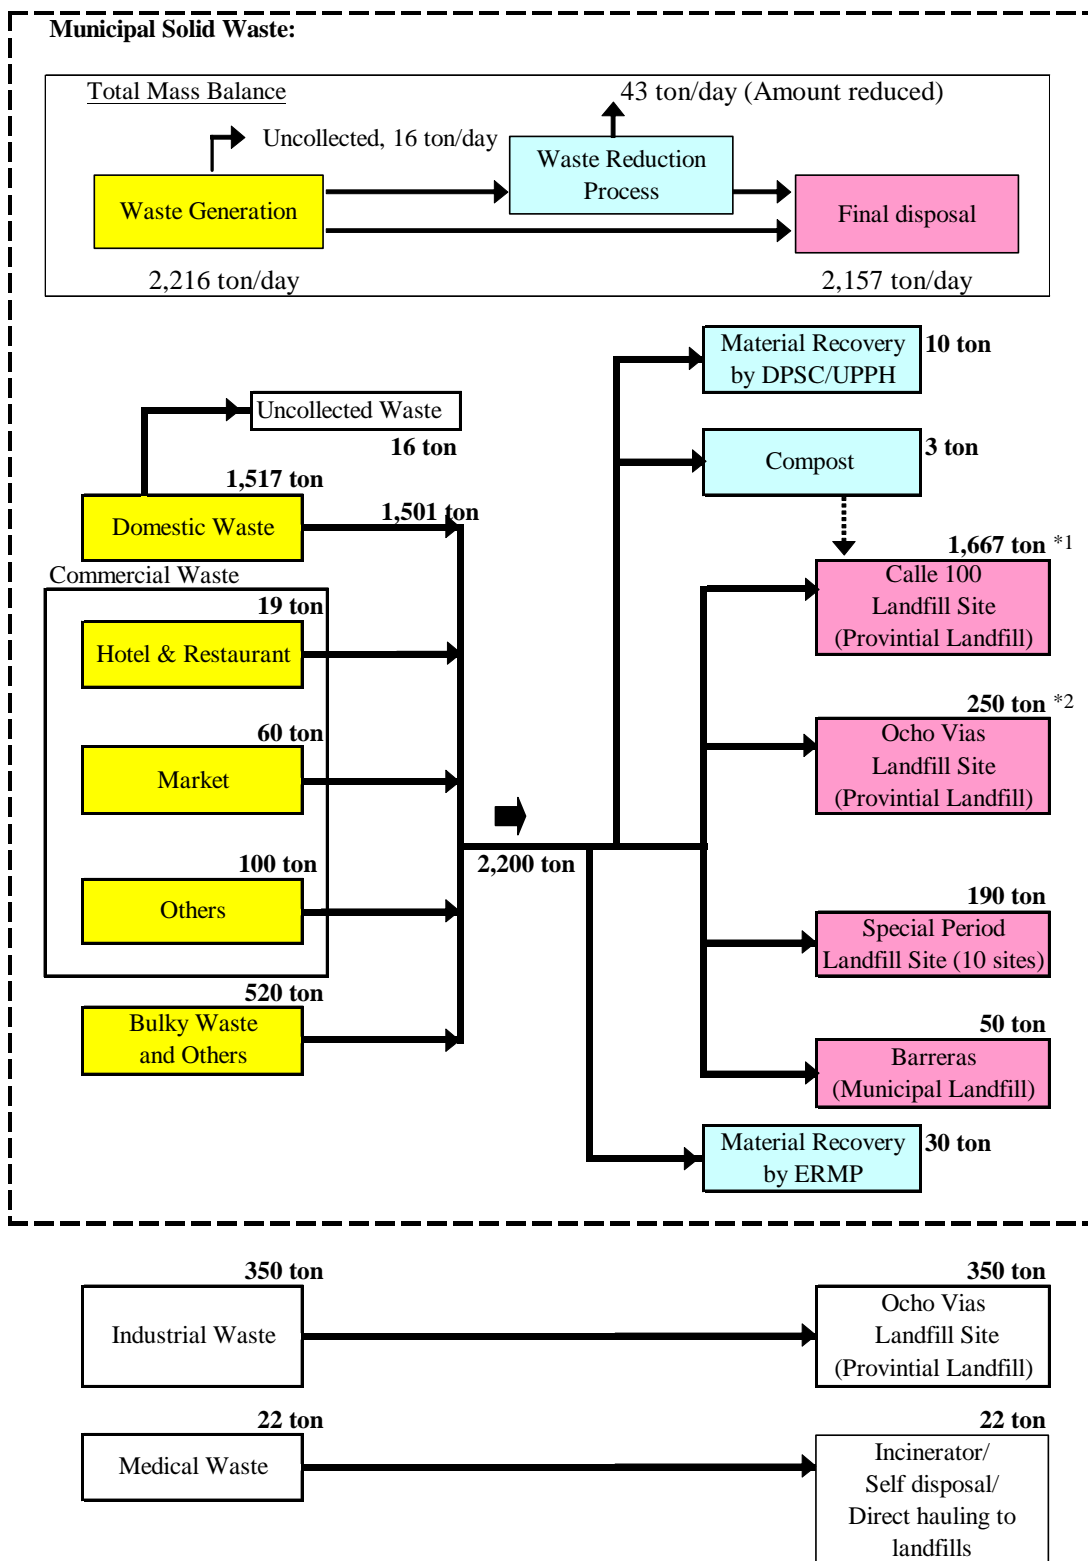 Municipal Solid Waste:
Total Mass Balance
43 ton/day (Amount reduced)
Uncollected, 16 ton/day
Waste Reduction
Process
Waste Generation
Final disposal
2,216 ton/day
2,157 ton/day
Material Recovery
by DPSC/UPPH
10 ton
Uncollected Waste
16 ton
Compost
3 ton
1,517 ton
Domestic Waste
1,501 ton
1,667 ton *1
Calle 100
Landfill Site
(Provintial Landfill)
Commercial Waste
19 ton
Hotel & Restaurant
250 ton *2
Ocho Vias
Landfill Site
(Provintial Landfill)
60 ton
Market
2,200 ton
100 ton
Others
190 ton
Special Period
Landfill Site (10 sites)
520 ton
Bulky Waste
and Others
50 ton
Barreras
(Municipal Landfill)
Material Recovery
by ERMP
30 ton
350 ton
Industrial Waste
350 ton
Ocho Vias
Landfill Site
(Provintial Landfill)
22 ton
Medical Waste
22 ton
Incinerator/
Self disposal/
Direct hauling to
landfills